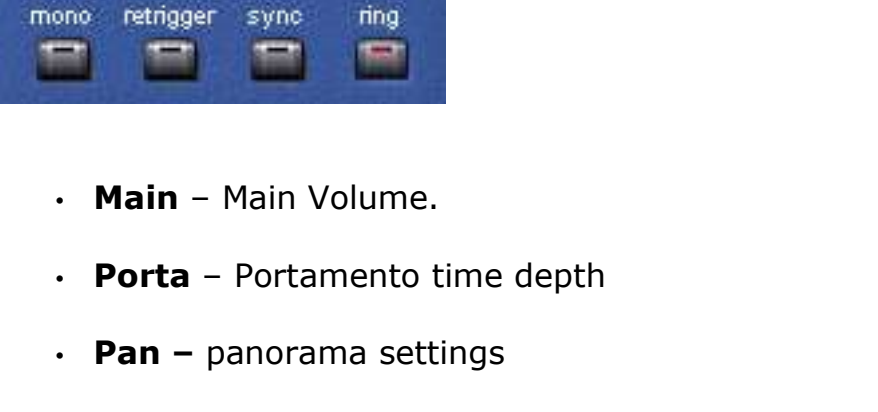 mono retrigger sync ring
• Main – Main Volume.
• Porta – Portamento time depth
• Pan – panorama settings